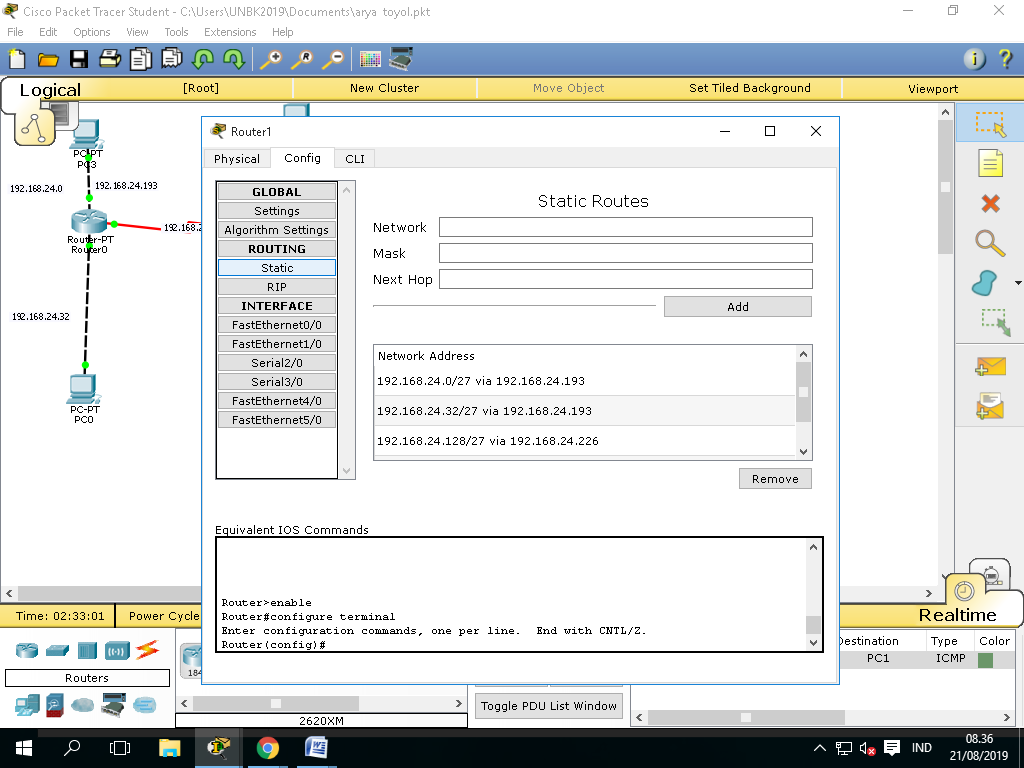 Cisco Packet Tracer Student - C:\Users\UNBK2019\Documents\arya toyol.pkt
File Edit Options View Tools Extensions Help
Logical [Root] New Cluster Move Object Set Tiled Background Viewport
PC-PT
PC3
192.168.24.0 192.168.24.193
Router-PT
Router0
192.168.2
192.168.24.32
PC-PT
PC0
Router1
Physical Config CLI
GLOBAL
Settings
Algorithm Settings
ROUTING
Static
RIP
INTERFACE
FastEthernet0/0
FastEthernet1/0
Serial2/0
Serial3/0
FastEthernet4/0
FastEthernet5/0
Static Routes
Network
Mask
Next Hop
Add
Network Address
192.168.24.0/27 via 192.168.24.193
192.168.24.32/27 via 192.168.24.193
192.168.24.128/27 via 192.168.24.226
Remove
Equivalent IOS Commands
Router>enable
Router#configure terminal
Enter configuration commands, one per line. End with CNTL/Z.
Router(config)#
Time: 02:33:01 Power Cycle
Realtime
Routers
184
2620XM
Toggle PDU List Window
Destination Type Color
PC1 ICMP
IND
08.36
21/08/2019